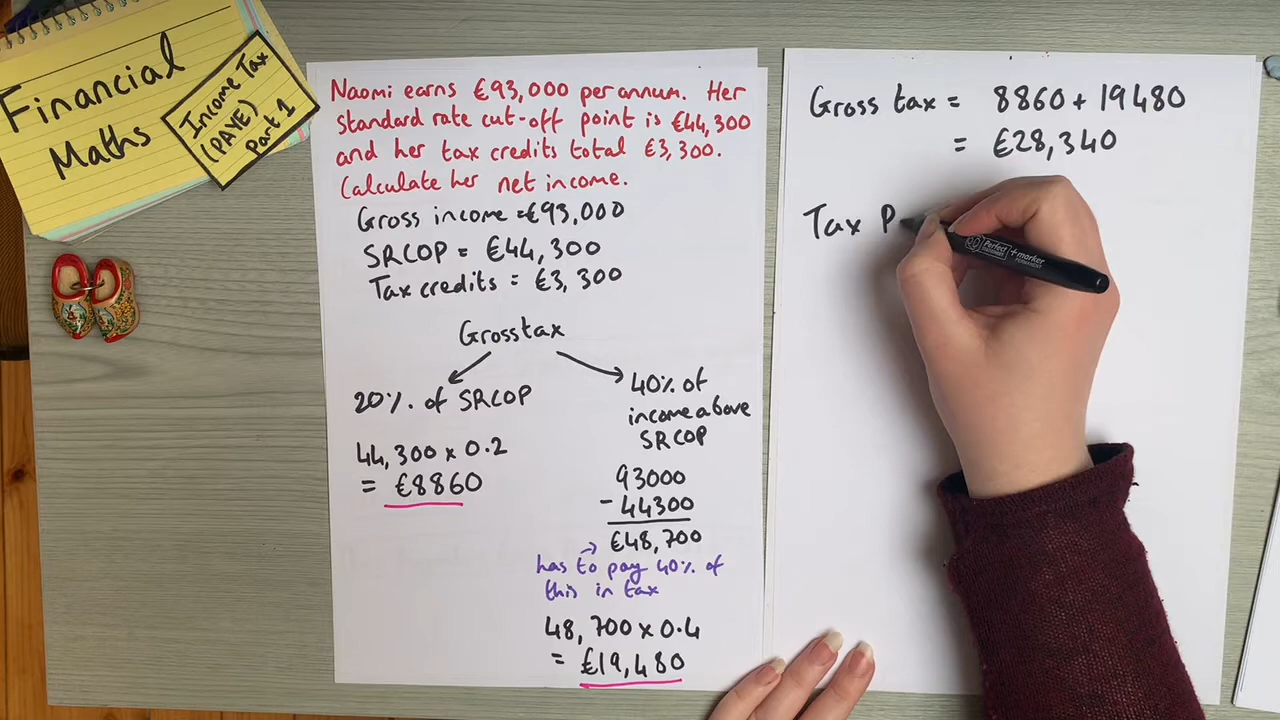 Financial
Maths
Income Tax
(PAYE)
Part 1
Naomi earns €93,000 per annum. Her
standard rate cut-off point is €44,300
and her tax credits total €3,300.
Calculate her net income.
Gross income = €93,000
SRCOP = €44,300
Tax credits = €3,300
Gross tax
20% of SRCOP
44,300 x 0.2
= €8860
40% of
income above
SRCOP
93000
- 44300
€48,700
has to pay 40% of
this in tax
48,700 x 0.4
= €19,480
Gross tax = 8860 + 19480
= €28,340
Tax P
Perfect
+ marker
PERMANENT